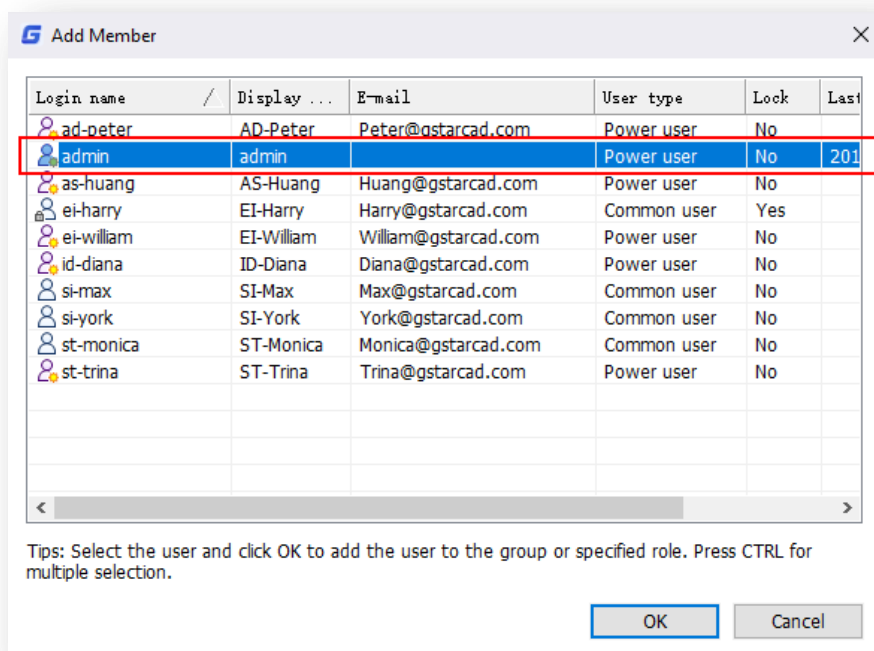 Add Member
Login name Display ... E-mail User type Lock Last
ad-peter AD-Peter Peter@gstarcad.com Power user No
admin admin Power user No 201
as-huang AS-Huang Huang@gstarcad.com Power user No
ei-harry EI-Harry Harry@gstarcad.com Common user Yes
ei-william EI-William William@gstarcad.com Power user No
id-diana ID-Diana Diana@gstarcad.com Power user No
si-max SI-Max Max@gstarcad.com Common user No
si-york SI-York York@gstarcad.com Common user No
st-monica ST-Monica Monica@gstarcad.com Common user No
st-trina ST-Trina Trina@gstarcad.com Power user No
Tips: Select the user and click OK to add the user to the group or specified role. Press CTRL for
multiple selection.
OK Cancel